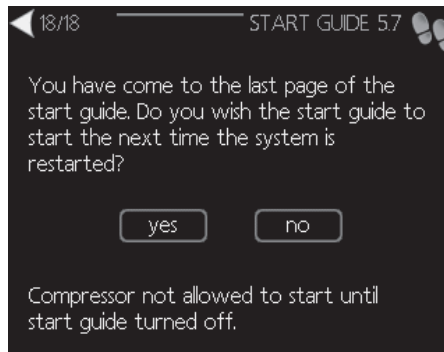 18/18 START GUIDE 5.7
You have come to the last page of the
start guide. Do you wish the start guide to
start the next time the system is
restarted?
yes no
Compressor not allowed to start until
start guide turned off.